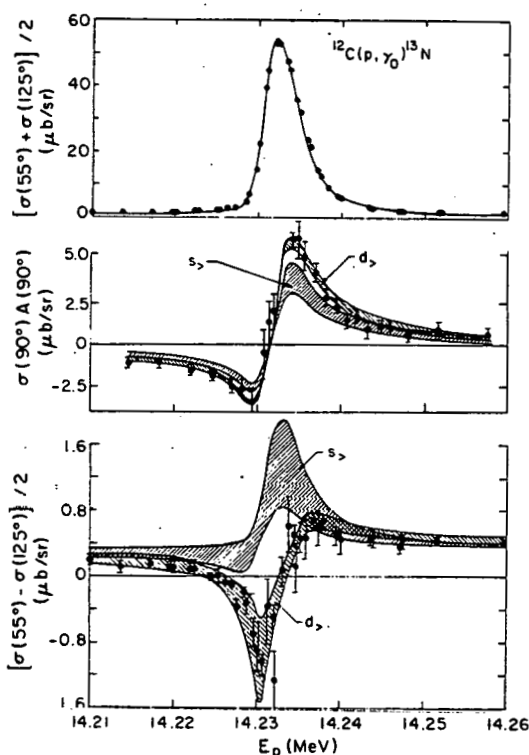 ¹²C(p, γ₀)¹³N
[σ(55°) + σ(125°)] / 2
(μb/sr)
60
40
20
0
σ(90°) A(90°)
(μb/sr)
5.0
2.5
0
-2.5
s>
d>
[σ(55°) - σ(125°)] / 2
(μb/sr)
1.6
0.8
0
-0.8
1.6
s>
d>
14.21 14.22 14.23 14.24 14.25 14.26
Eₚ (MeV)